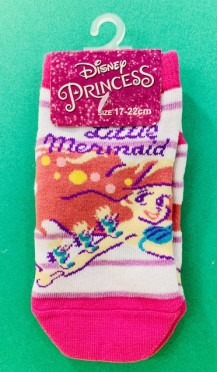 Disney
PRINCESS
SIZE 17-22cm
Little
Mermaid